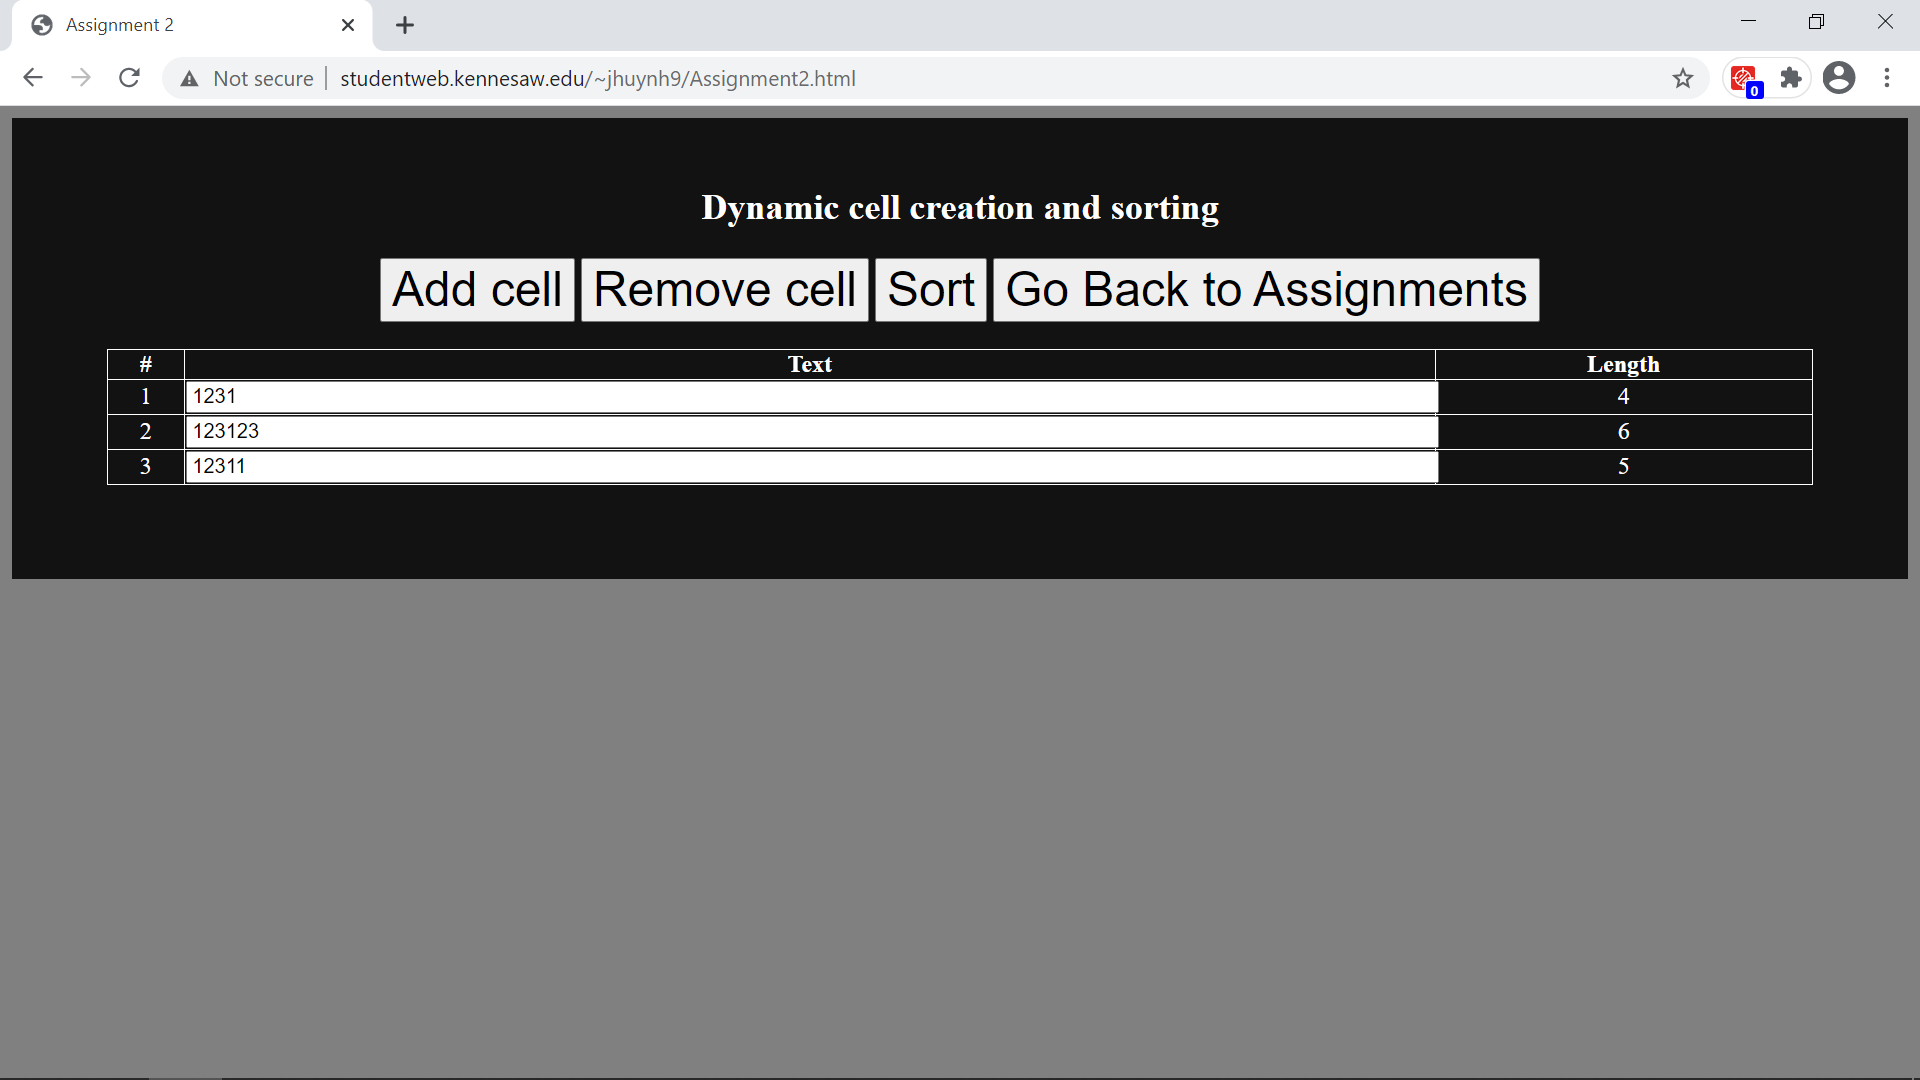 Assignment 2
Not secure studentweb.kennesaw.edu/~jhuynh9/Assignment2.html
0
Dynamic cell creation and sorting
Add cell Remove cell Sort Go Back to Assignments
# Text Length
1 1231 4
2 123123 6
3 12311 5